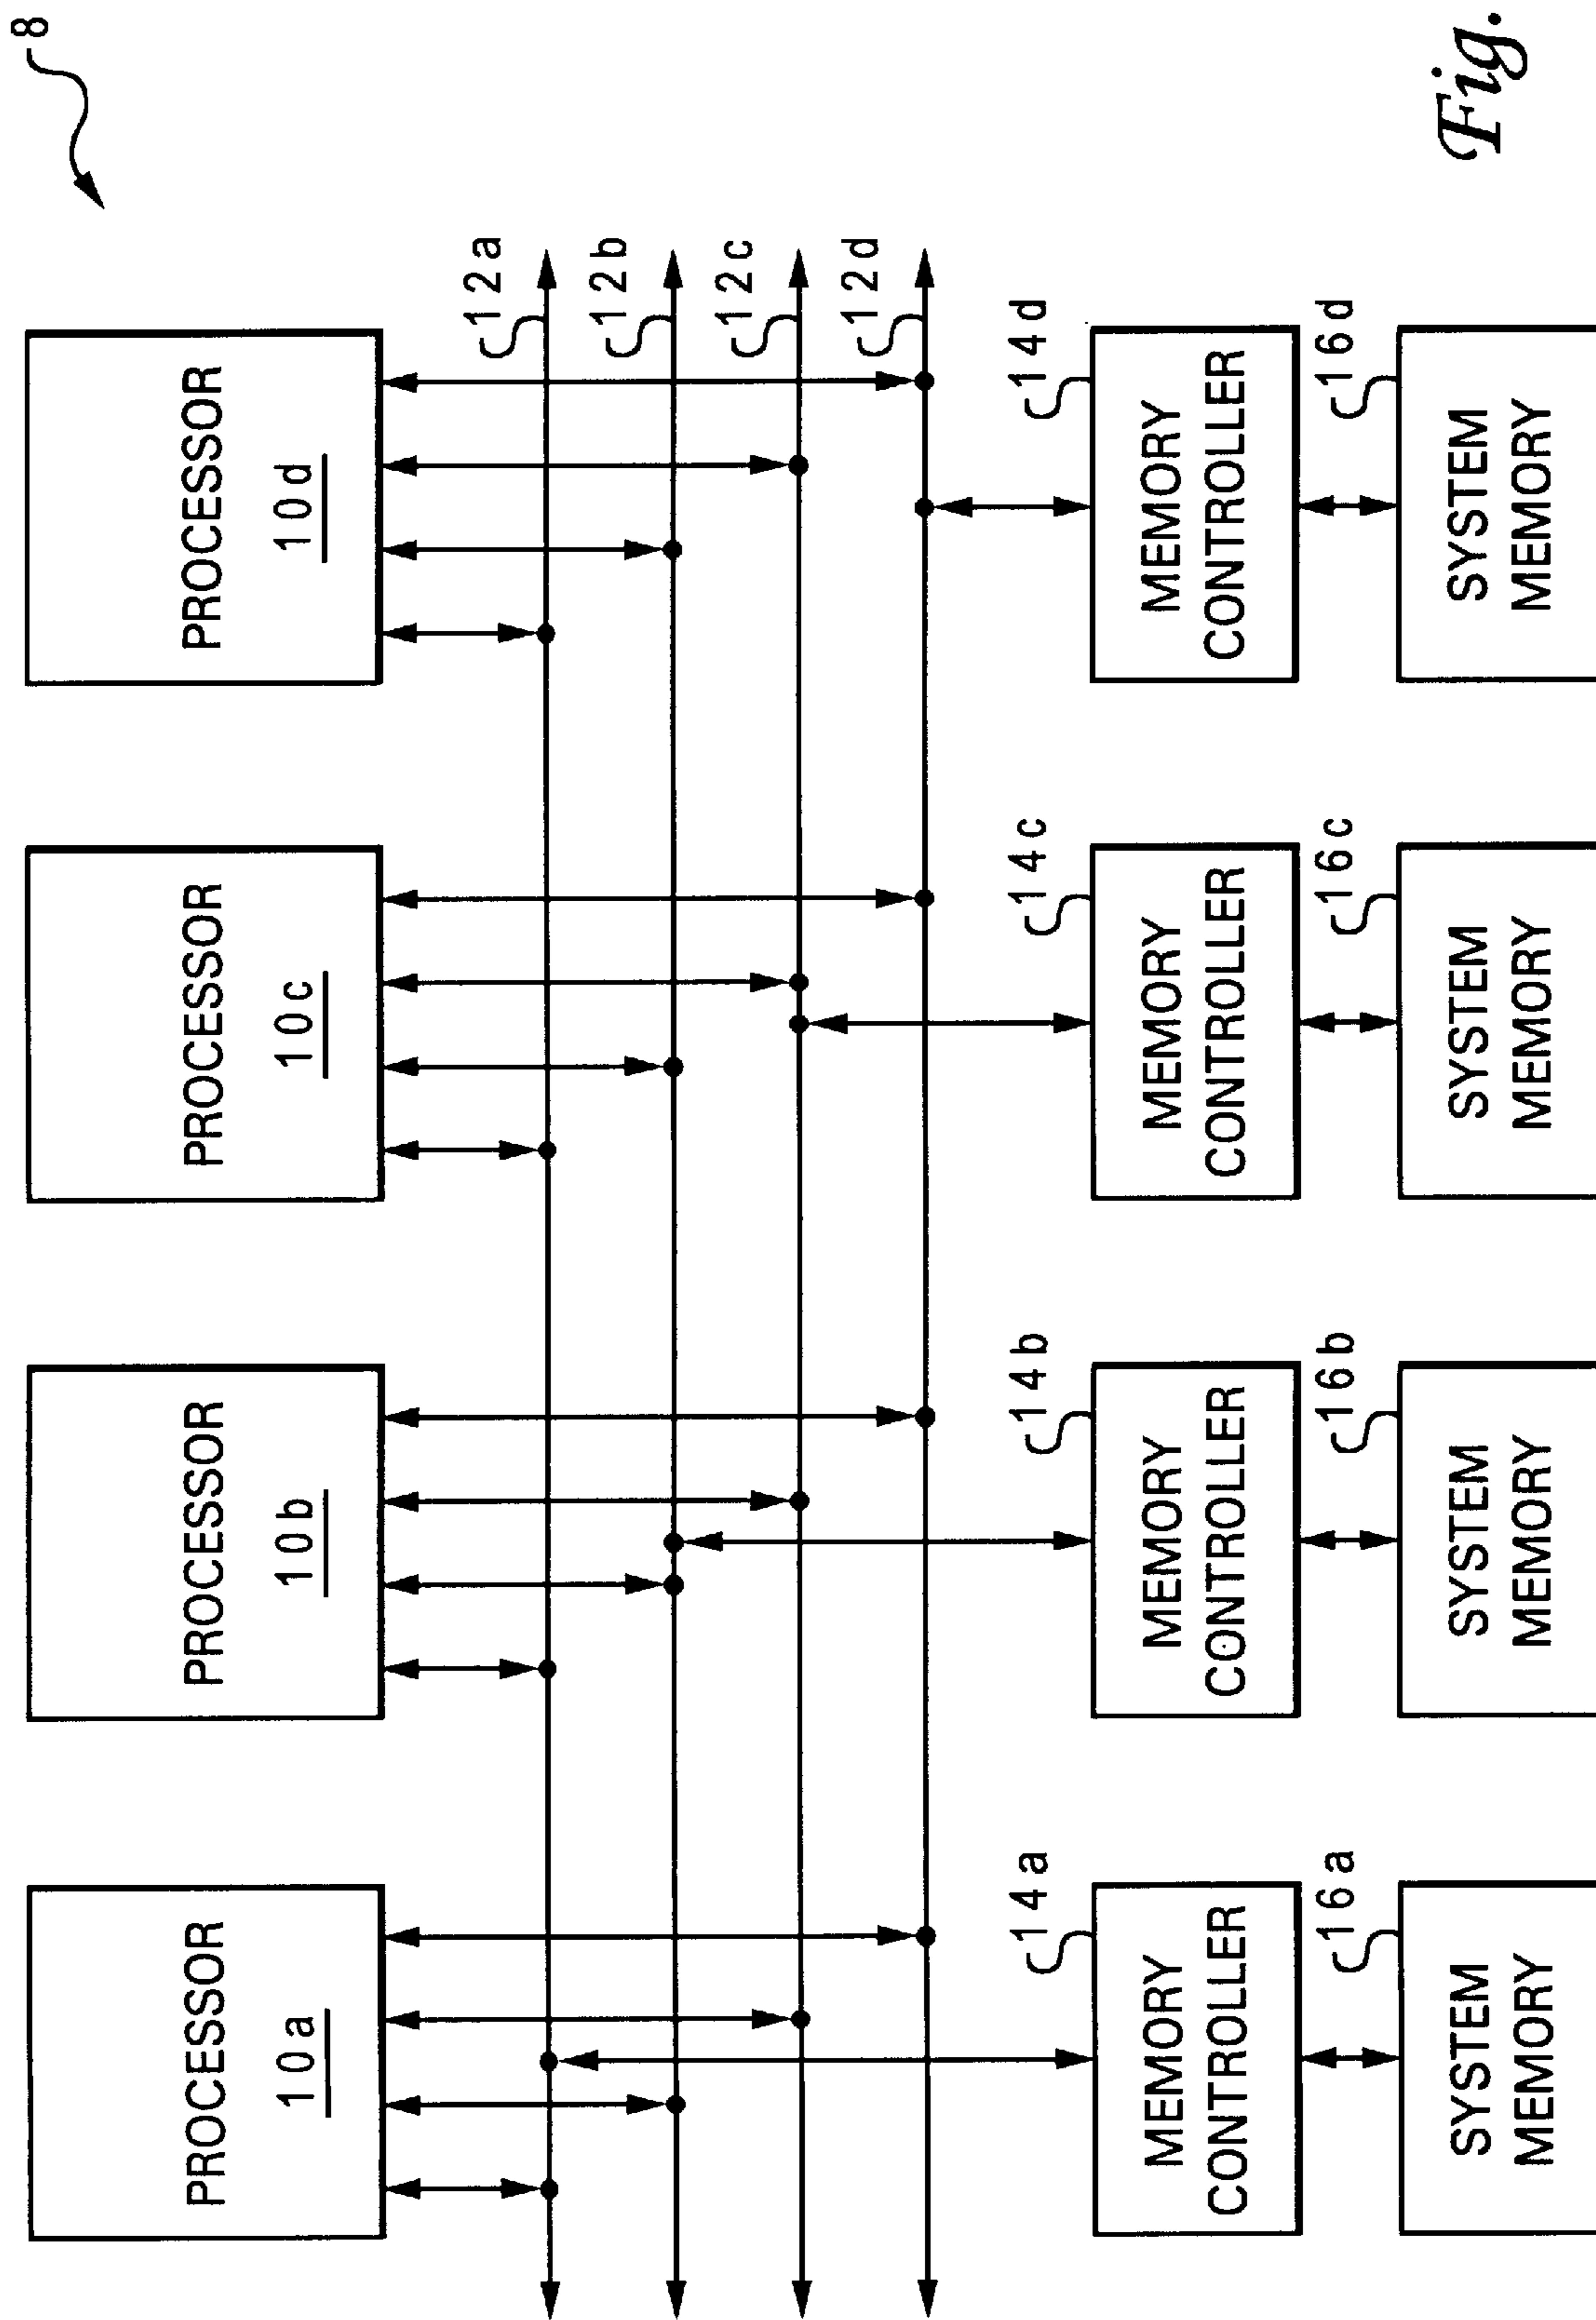 8
PROCESSOR
10a
PROCESSOR
10b
PROCESSOR
10c
PROCESSOR
10d
12a
12b
12c
12d
14a
14b
14c
14d
MEMORY
CONTROLLER
MEMORY
CONTROLLER
MEMORY
CONTROLLER
MEMORY
CONTROLLER
16a
16b
16c
16d
SYSTEM
MEMORY
SYSTEM
MEMORY
SYSTEM
MEMORY
SYSTEM
MEMORY
Fig.